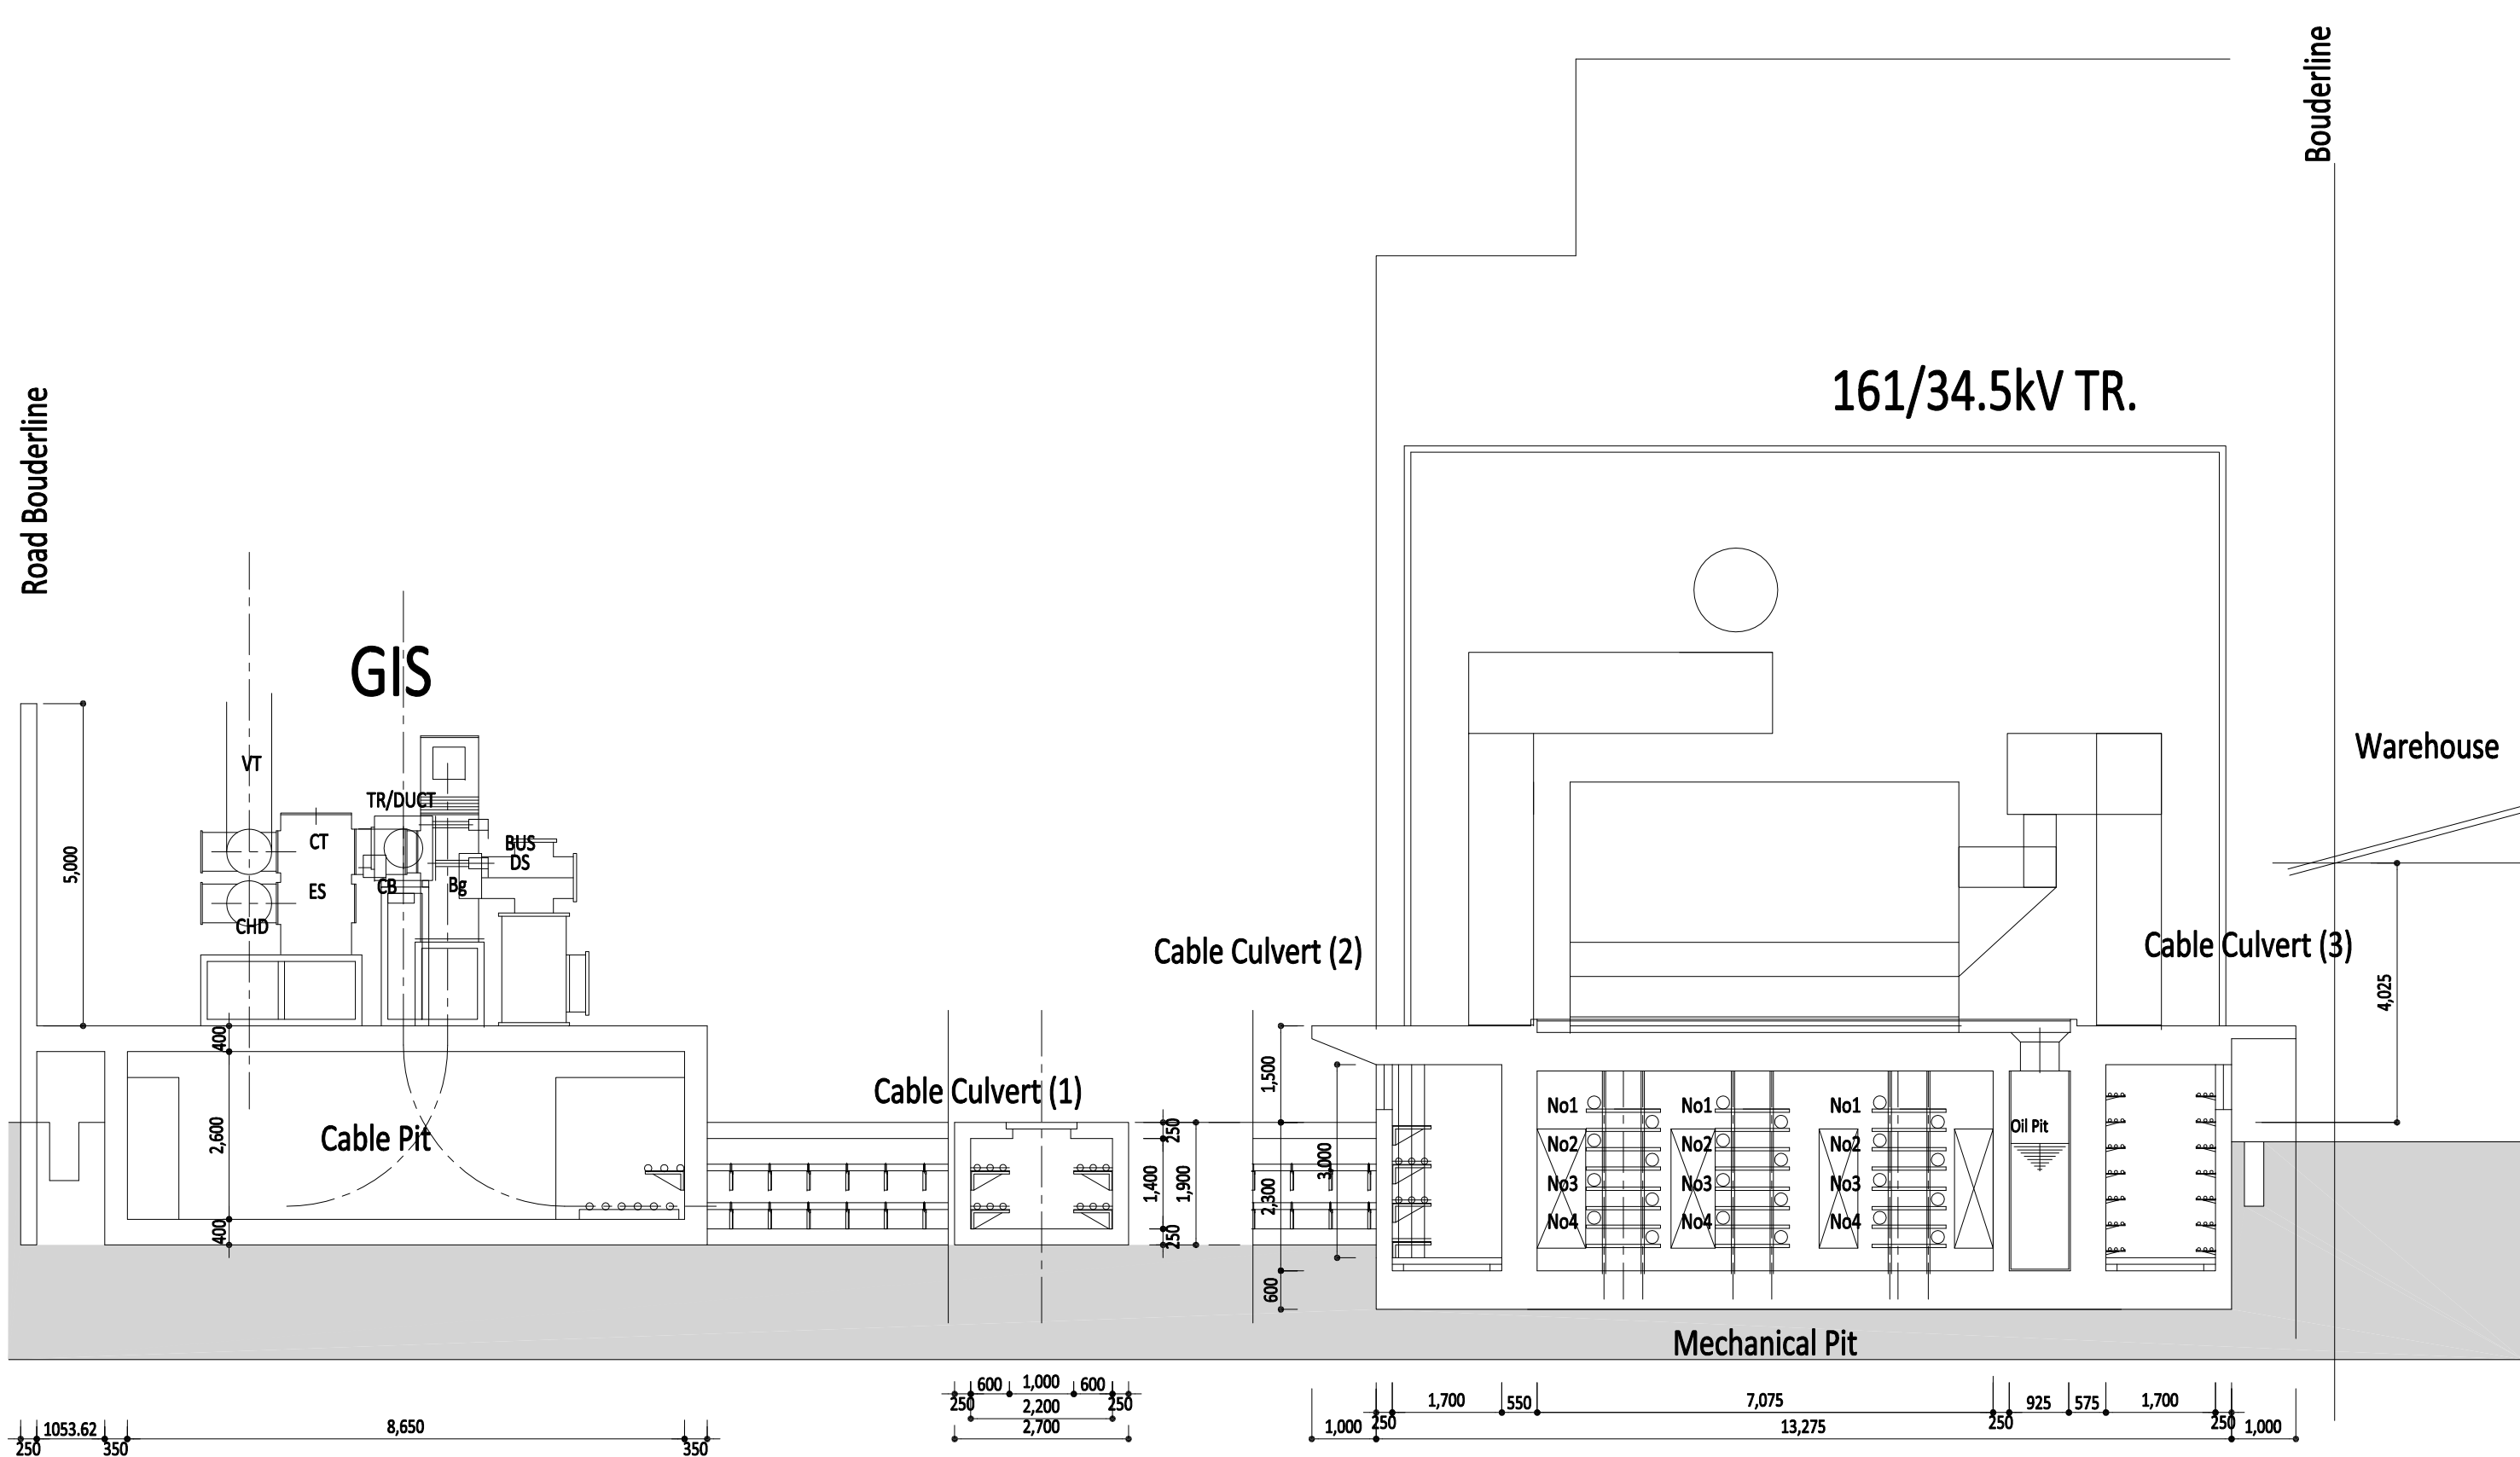 Bouderline
161/34.5kV TR.
Road Bouderline
GIS
Warehouse
VT
TR/DUCT
CT
BUS
DS
5,000
CB
Bg
ES
CHD
Cable Culvert (2)
Cable Culvert (3)
4,025
400
1,500
Cable Culvert (1)
No1
No1
No1
Oil Pit
2,600
Cable Pit
250
No2
No2
No2
3,000
1,400
1,900
2,300
No3
No3
No3
400
250
No4
No4
No4
600
Mechanical Pit
600
1,000
600
250
2,200
250
2,700
1053.62
8,650
250
350
350
1,700
550
7,075
925
575
1,700
250
250
250
1,000
13,275
1,000